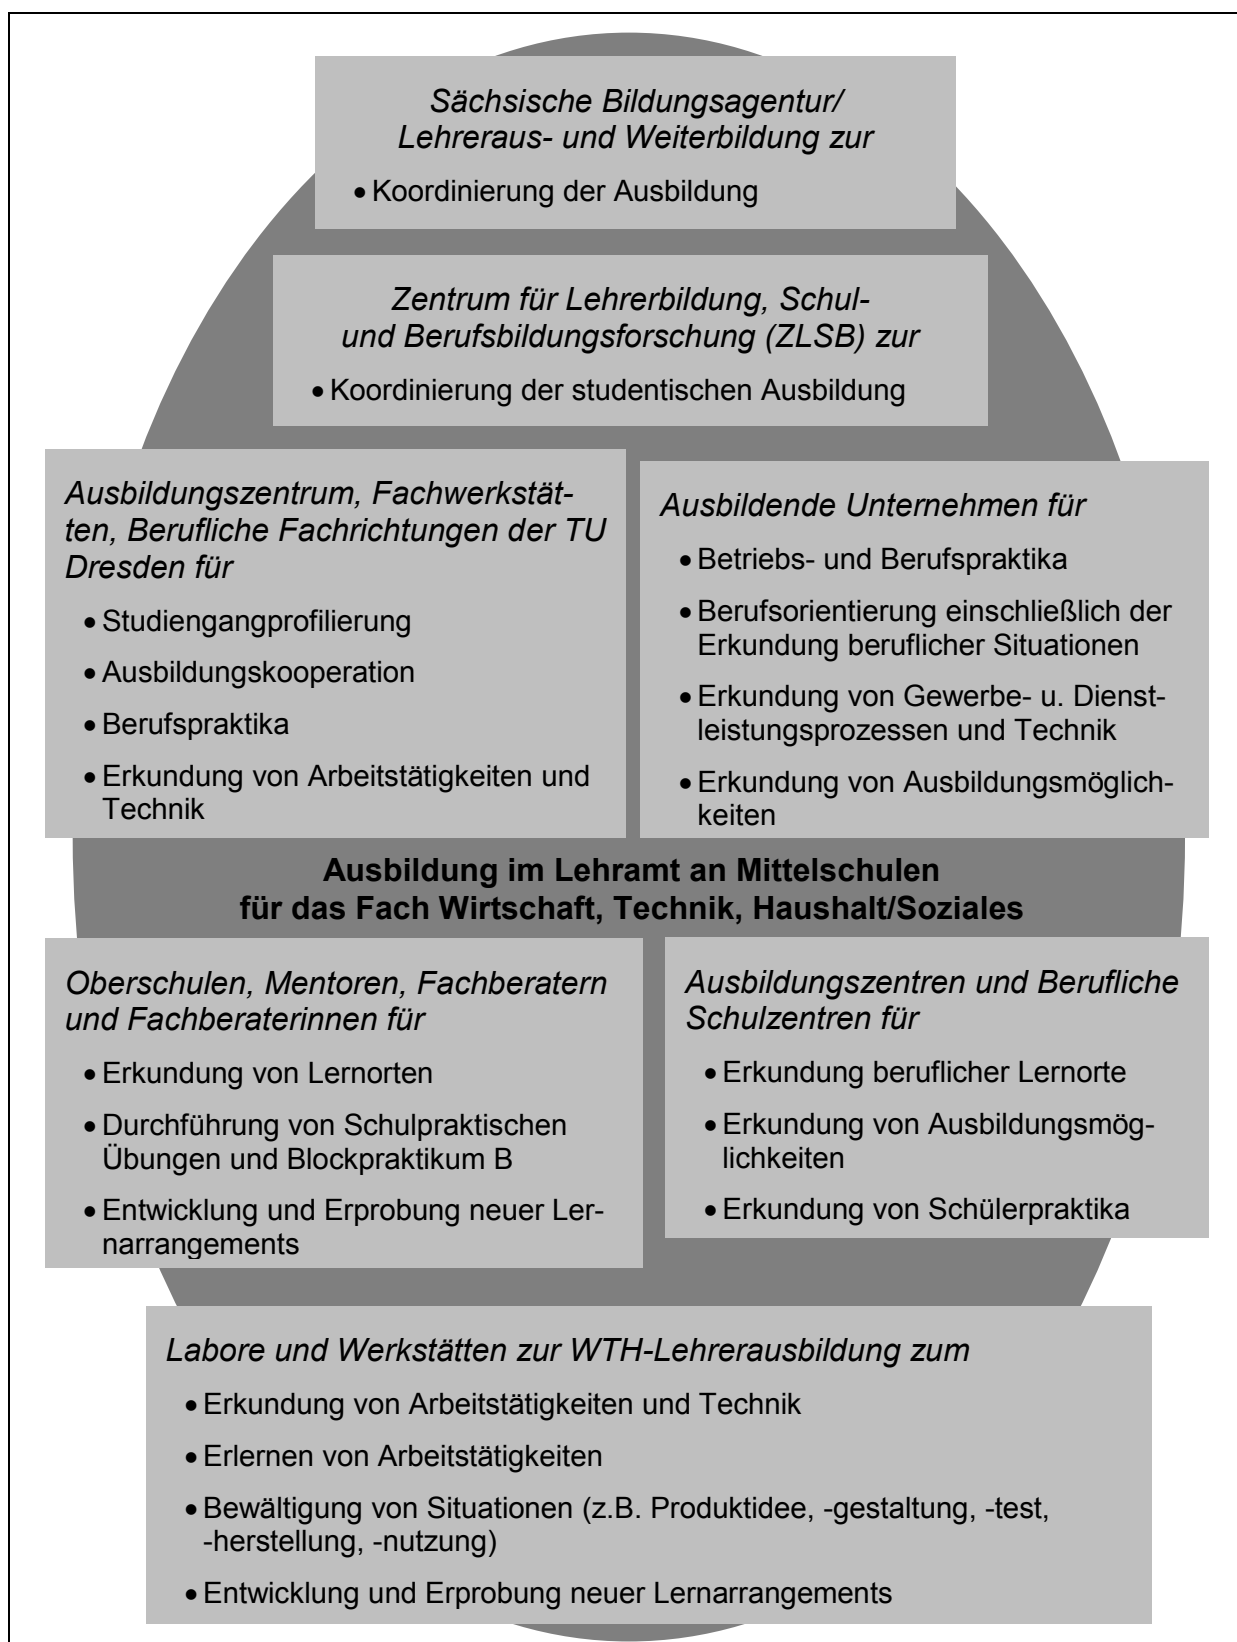 Sächsische Bildungsagentur/
Lehreraus- und Weiterbildung zur
• Koordinierung der Ausbildung
Zentrum für Lehrerbildung, Schul-
und Berufsbildungsforschung (ZLSB) zur
• Koordinierung der studentischen Ausbildung
Ausbildungszentrum, Fachwerkstät-
ten, Berufliche Fachrichtungen der TU
Dresden für
• Studiengangprofilierung
• Ausbildungskooperation
• Berufspraktika
• Erkundung von Arbeitstätigkeiten und
Technik
Ausbildende Unternehmen für
• Betriebs- und Berufspraktika
• Berufsorientierung einschließlich der
Erkundung beruflicher Situationen
• Erkundung von Gewerbe- u. Dienst-
leistungsprozessen und Technik
• Erkundung von Ausbildungsmöglich-
keiten
Ausbildung im Lehramt an Mittelschulen
für das Fach Wirtschaft, Technik, Haushalt/Soziales
Oberschulen, Mentoren, Fachberatern
und Fachberaterinnen für
• Erkundung von Lernorten
• Durchführung von Schulpraktischen
Übungen und Blockpraktikum B
• Entwicklung und Erprobung neuer Ler-
narrangements
Ausbildungszentren und Berufliche
Schulzentren für
• Erkundung beruflicher Lernorte
• Erkundung von Ausbildungsmög-
lichkeiten
• Erkundung von Schülerpraktika
Labore und Werkstätten zur WTH-Lehrerausbildung zum
• Erkundung von Arbeitstätigkeiten und Technik
• Erlernen von Arbeitstätigkeiten
• Bewältigung von Situationen (z.B. Produktidee, -gestaltung, -test,
-herstellung, -nutzung)
• Entwicklung und Erprobung neuer Lernarrangements